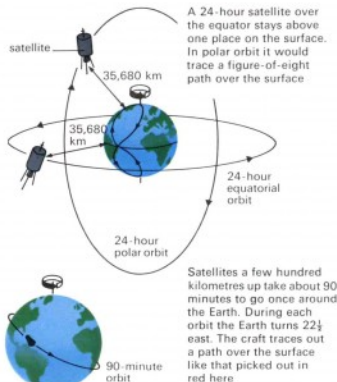 A 24-hour satellite over
the equator stays above
one place on the surface.
In polar orbit it would
trace a figure-of-eight
path over the surface
satellite
35,680 km
35,680
km
24-hour
equatorial
orbit
24-hour
polar orbit
Satellites a few hundred
kilometres up take about 90
minutes to go once around
the Earth. During each
orbit the Earth turns 22½
east. The craft traces out
a path over the surface
like that picked out in
red here
90-minute
orbit